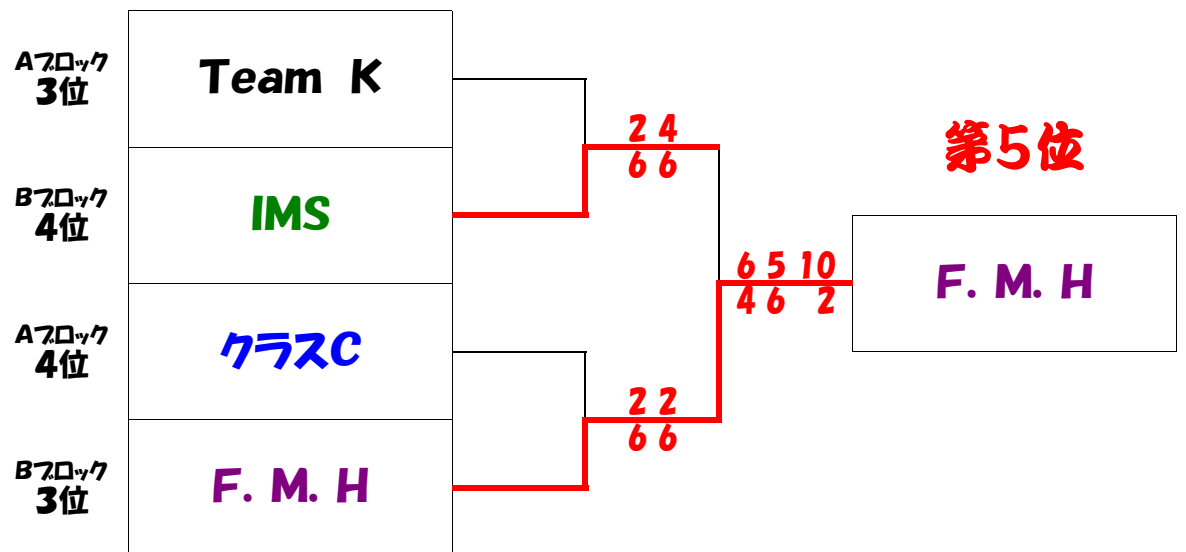 Aブロック
3位
Team K
Bブロック
4位
IMS
Aブロック
4位
クラスC
Bブロック
3位
F. M. H
2 4
6 6
2 2
6 6
6 5 10
4 6 2
第5位
F. M. H